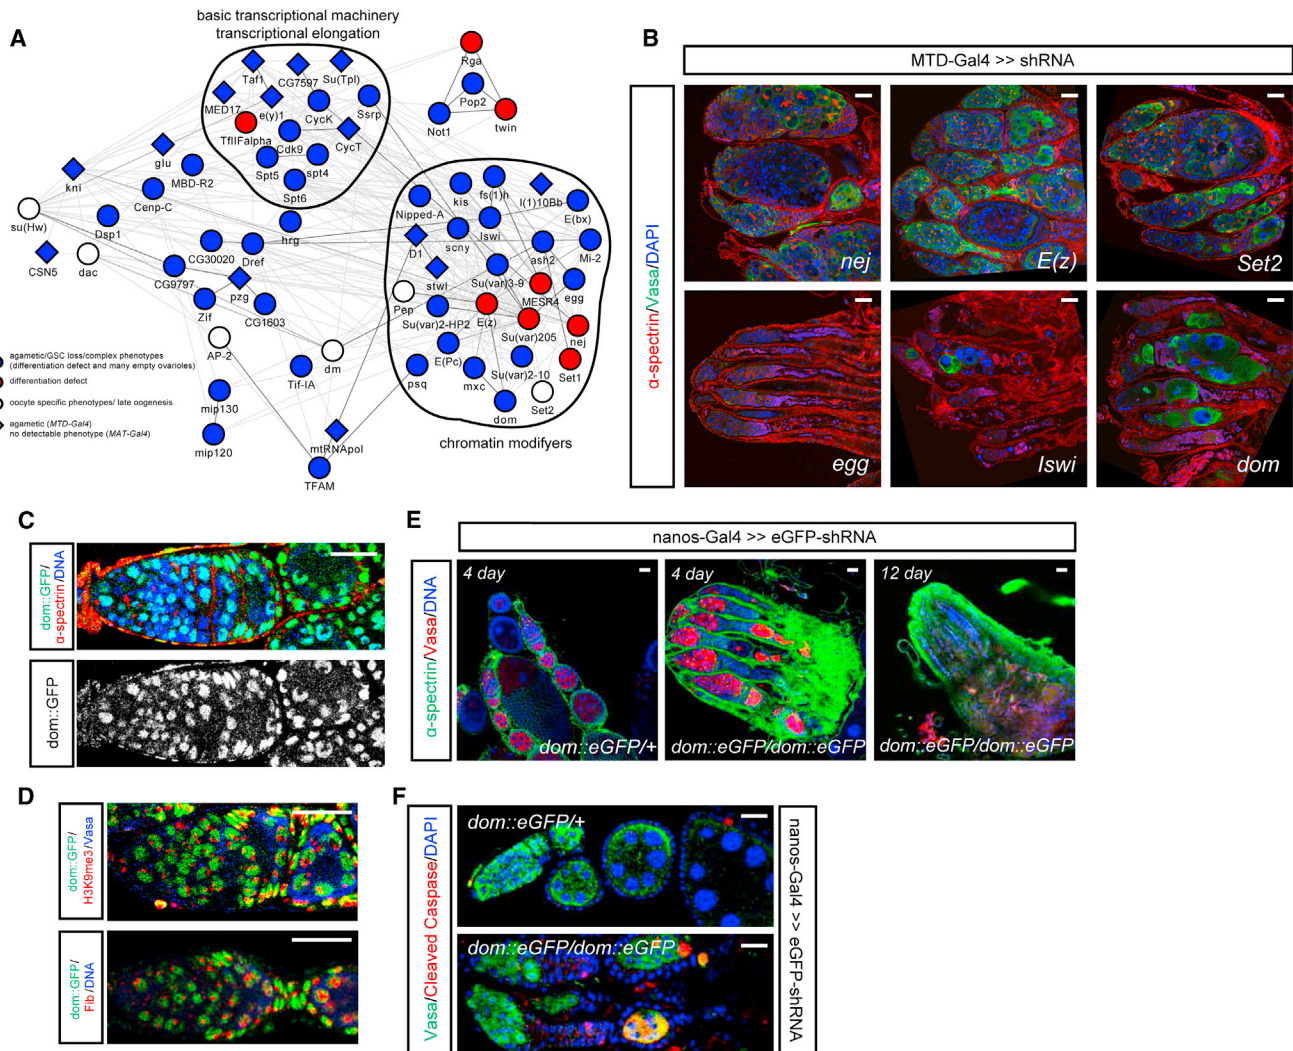 A
basic transcriptional machinery
transcriptional elongation
Taf1
CG7597
Su(Tpl)
MED17
e(y)1
CycK
Ssrp
TfIIFalpha
Cdk9
CycT
Spt5
spt4
Spt6
Rga
Pop2
Not1
twin
glu
kni
MBD-R2
Cenp-C
su(Hw)
Dsp1
hrg
CSN5
dac
CG30020
Dref
CG9797
pzg
Zif
CG1603
AP-2
dm
Tif-IA
mip130
mip120
mtRNApol
TFAM
Nipped-A
kis
fs(1)h
l(1)10Bb
E(bx)
Iswi
scny
D1
ash2
Mi-2
stwl
Su(var)3-9
MESR4
egg
Pep
Su(var)2-HP2
E(z)
Su(var)205
nej
E(Pc)
Su(var)2-10
Set1
psq
mxc
Set2
dom
chromatin modifyers
agametic/GSC loss/complex phenotypes
(differentiation defect and many empty ovarioles)
differentiation defect
oocyte specific phenotypes/ late oogenesis
agametic (MTD-Gal4)
no detectable phenotype (MAT-Gal4)
B
MTD-Gal4 >> shRNA
α-spectrin/Vasa/DAPI
nej
E(z)
Set2
egg
Iswi
dom
C
dom::GFP/
α-spectrin/DNA
dom::GFP
D
dom::GFP/
H3K9me3/Vasa
dom::GFP/
Fib/DNA
E
nanos-Gal4 >> eGFP-shRNA
α-spectrin/Vasa/DNA
4 day
dom::eGFP/+
4 day
dom::eGFP/dom::eGFP
12 day
dom::eGFP/dom::eGFP
F
Vasa/Cleaved Caspase/DAPI
dom::eGFP/+
dom::eGFP/dom::eGFP
nanos-Gal4 >> eGFP-shRNA